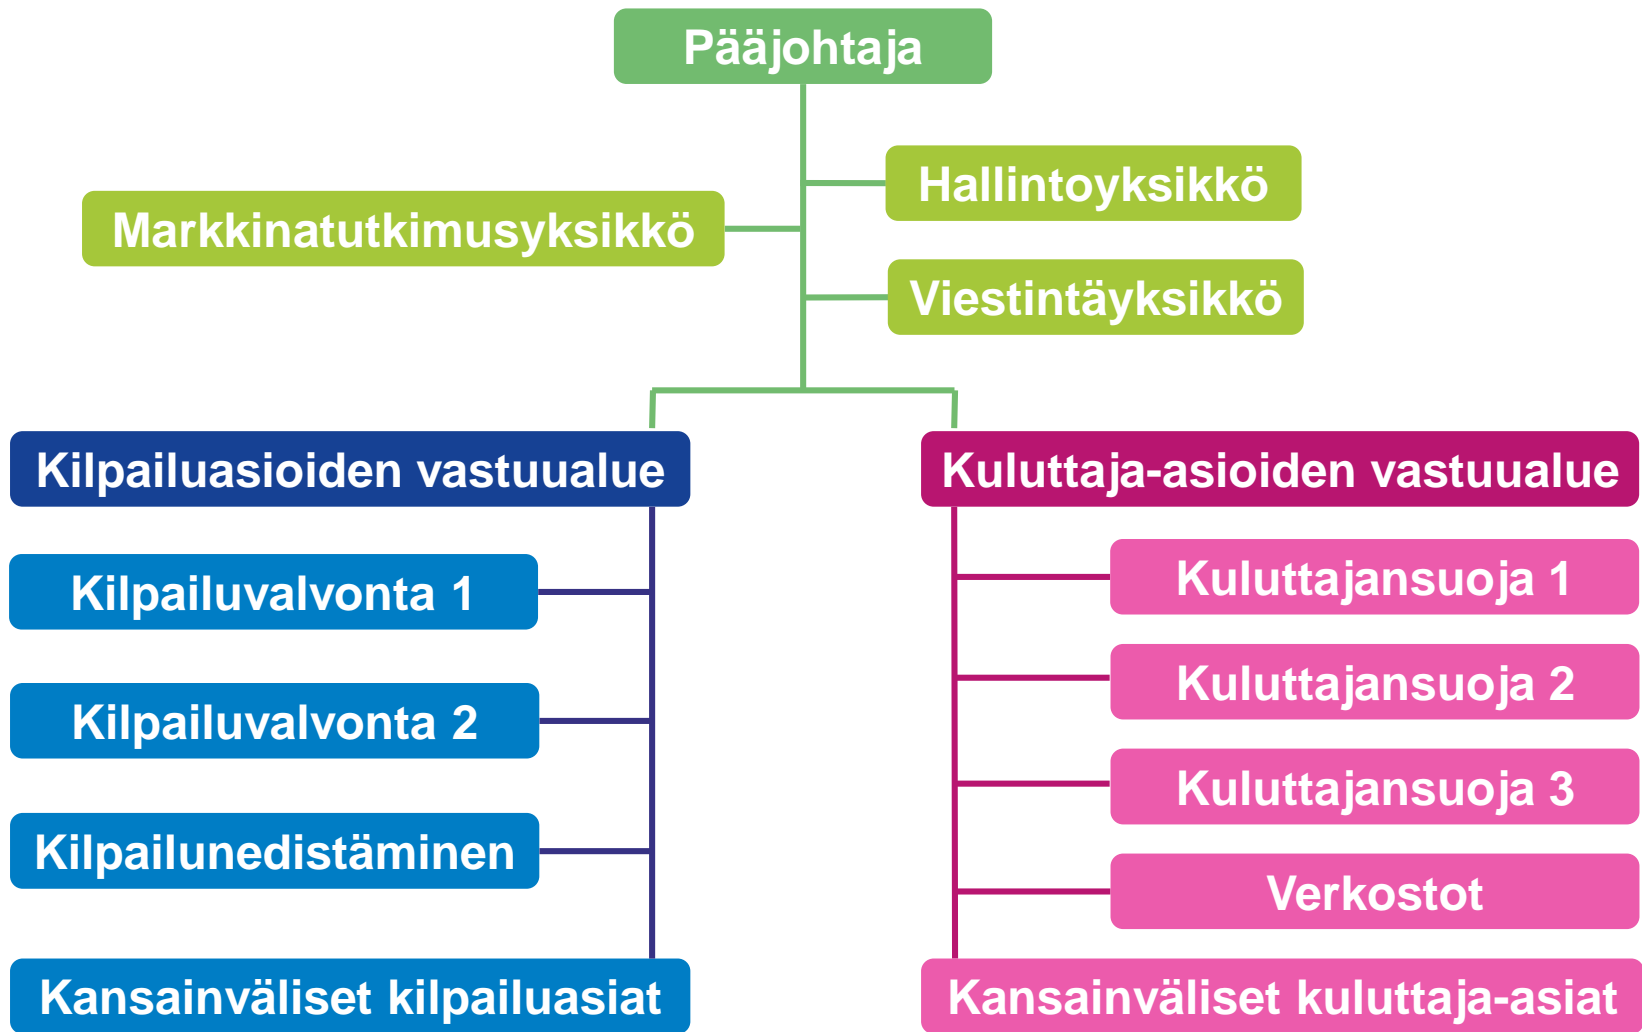 Pääjohtaja
Hallintoyksikkö
Markkinatutkimusyksikkö
Viestintäyksikkö
Kilpailuasioiden vastuualue
Kilpailuvalvonta 1
Kilpailuvalvonta 2
Kilpailunedistäminen
Kansainväliset kilpailuasiat
Kuluttaja-asioiden vastuualue
Kuluttajansuoja 1
Kuluttajansuoja 2
Kuluttajansuoja 3
Verkostot
Kansainväliset kuluttaja-asiat